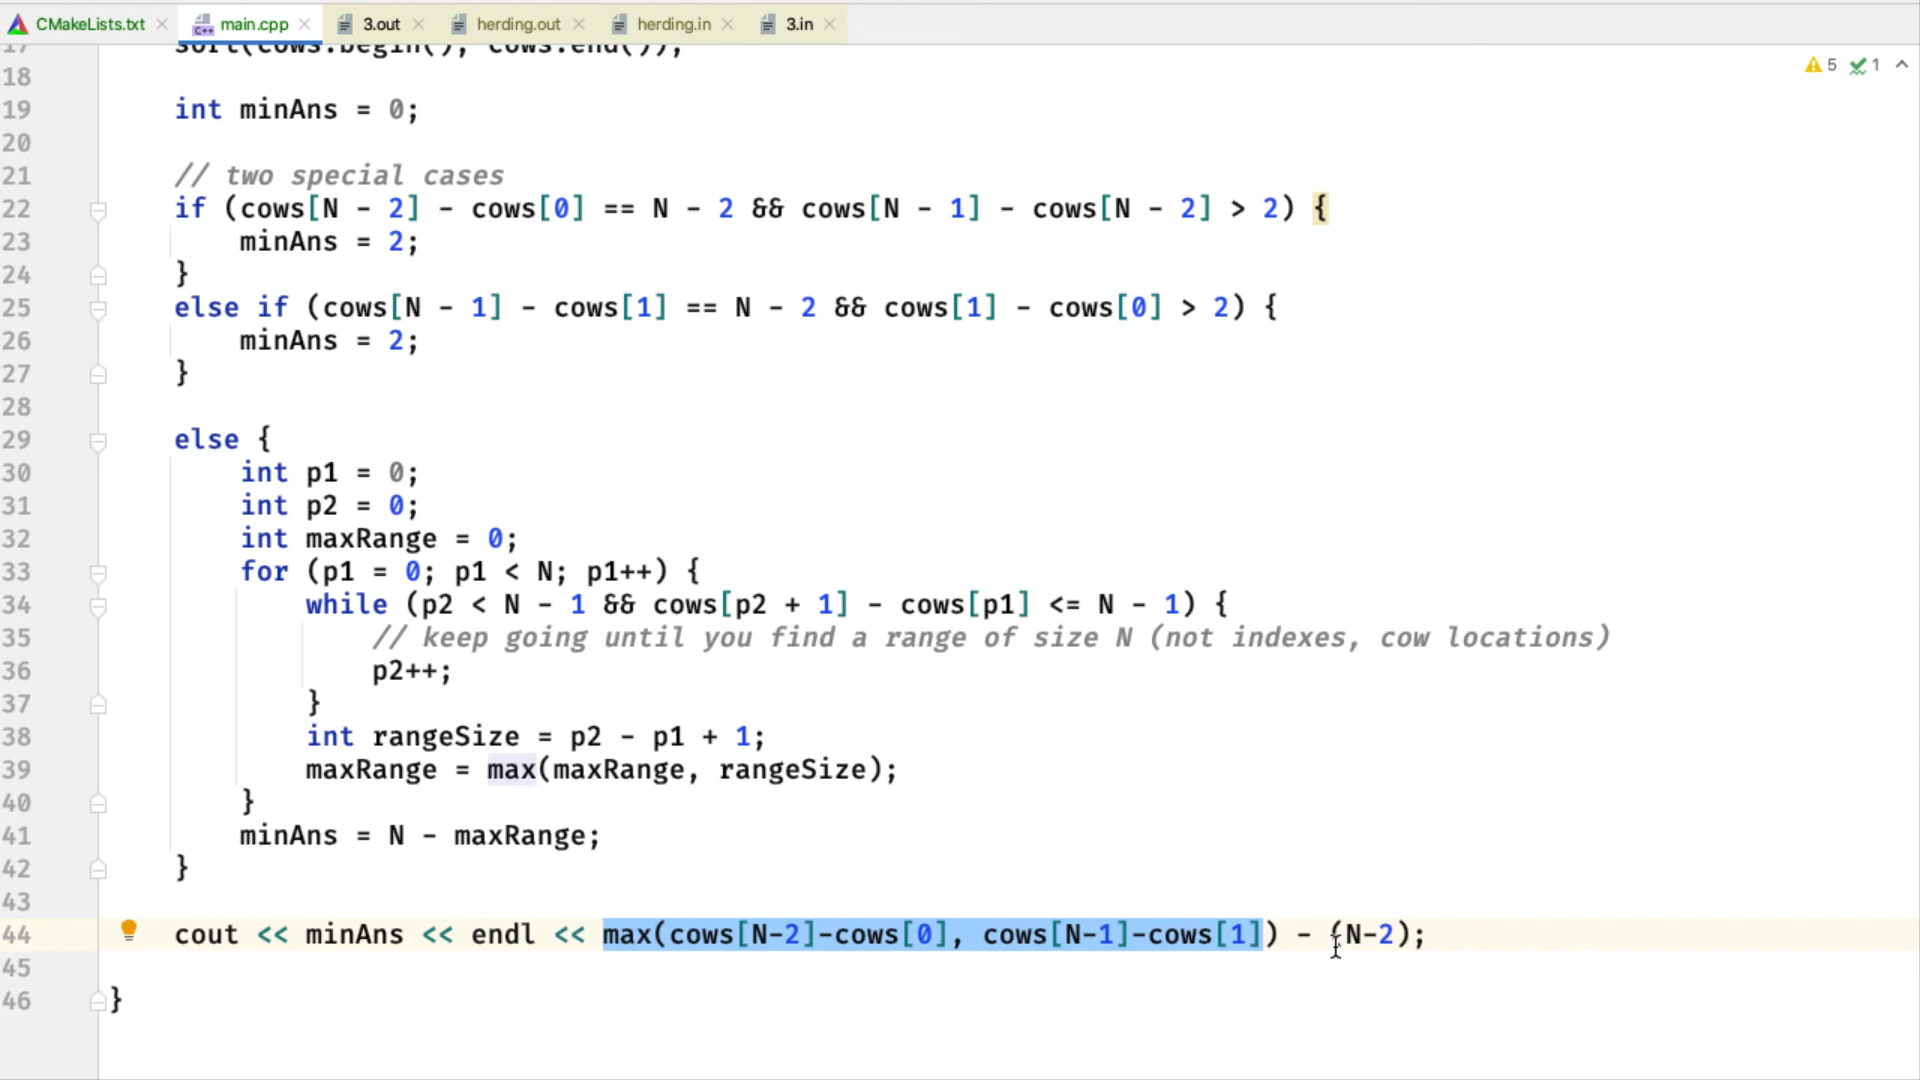 CMakeLists.txt main.cpp 3.out herding.out herding.in 3.in
17 sort(cows.begin(), cows.end());
5 1
18
19 int minAns = 0;
20
21 // two special cases
22 if (cows[N - 2] - cows[0] == N - 2 && cows[N - 1] - cows[N - 2] > 2) {
23 minAns = 2;
24 }
25 else if (cows[N - 1] - cows[1] == N - 2 && cows[1] - cows[0] > 2) {
26 minAns = 2;
27 }
28
29 else {
30 int p1 = 0;
31 int p2 = 0;
32 int maxRange = 0;
33 for (p1 = 0; p1 < N; p1++) {
34 while (p2 < N - 1 && cows[p2 + 1] - cows[p1] <= N - 1) {
35 // keep going until you find a range of size N (not indexes, cow locations)
36 p2++;
37 }
38 int rangeSize = p2 - p1 + 1;
39 maxRange = max(maxRange, rangeSize);
40 }
41 minAns = N - maxRange;
42 }
43
44 cout << minAns << endl << max(cows[N-2]-cows[0], cows[N-1]-cows[1]) - (N-2);
45
46 }